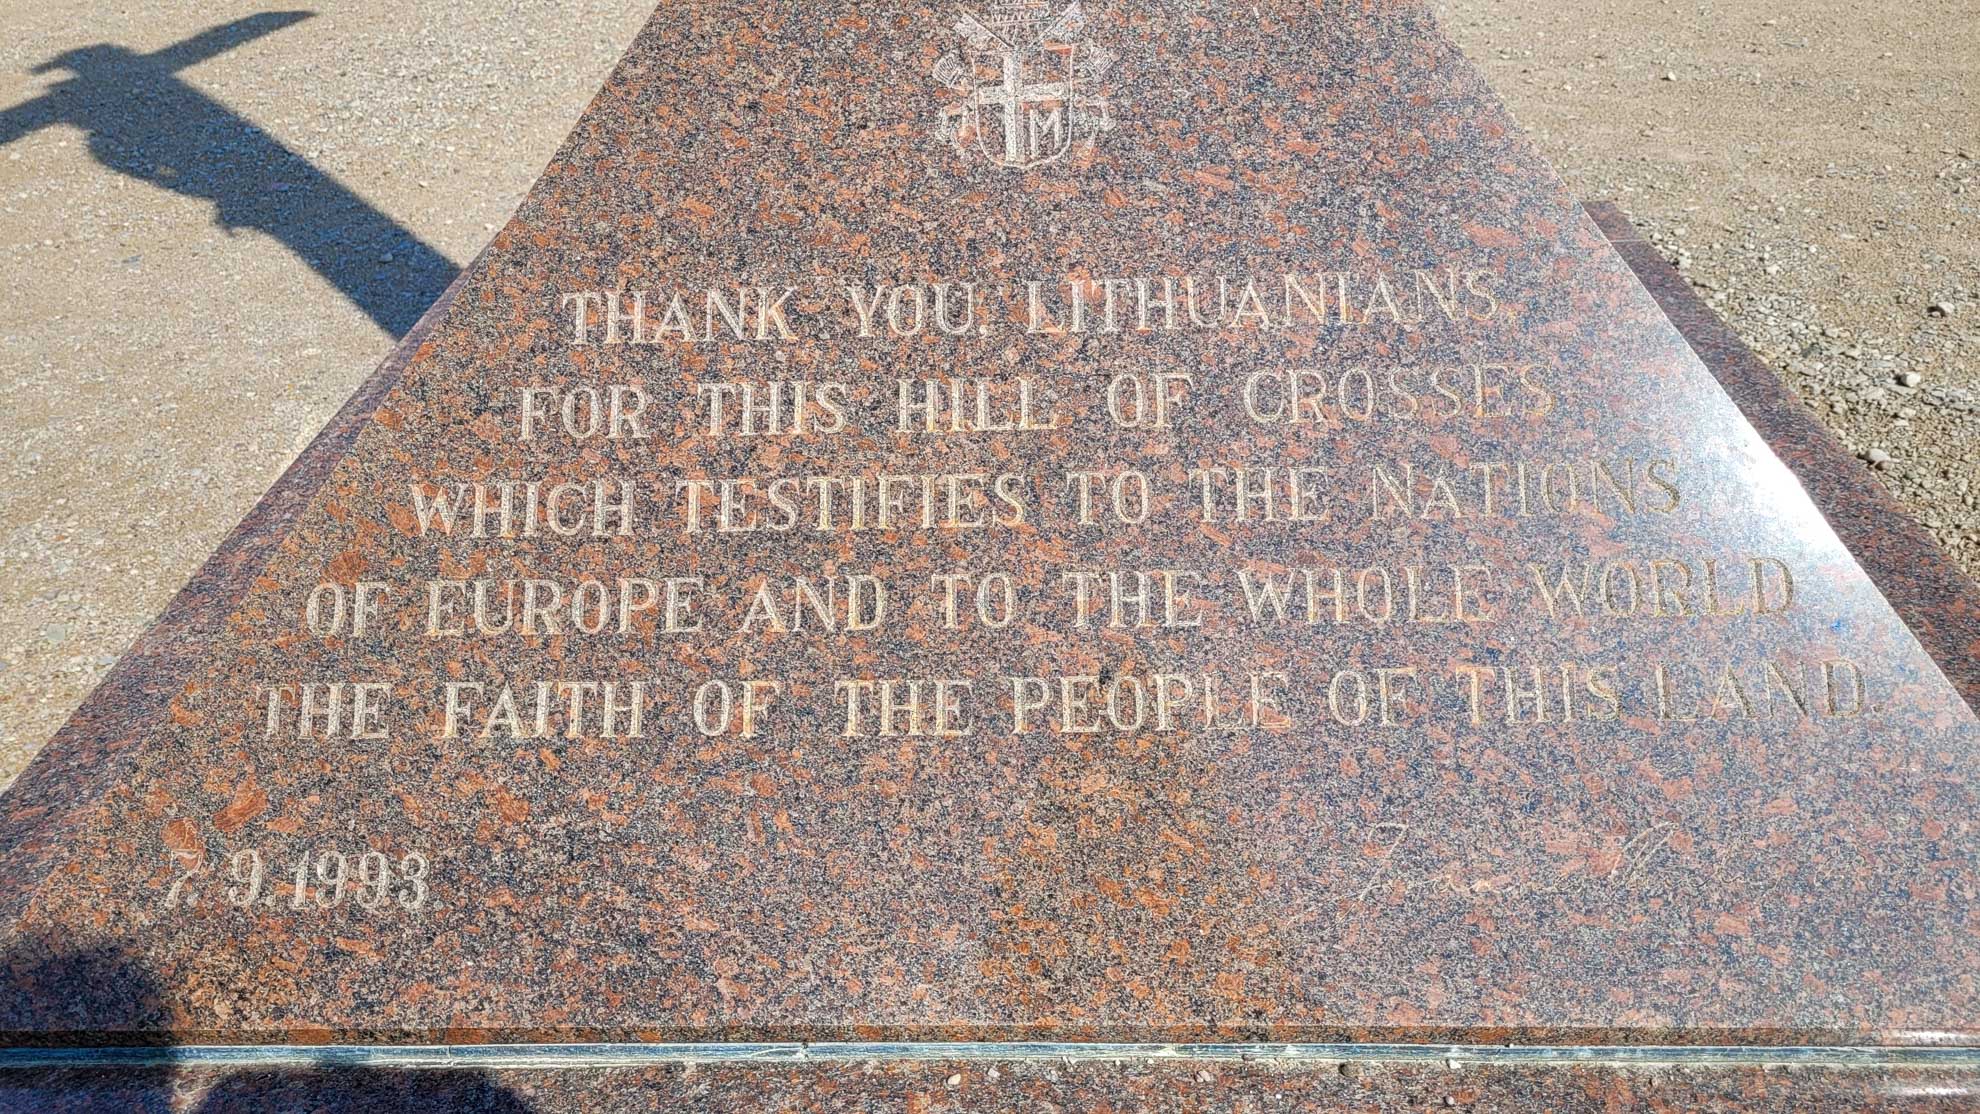 M
THANK YOU, LITHUANIANS,
FOR THIS HILL OF CROSSES
WHICH TESTIFIES TO THE NATIONS
OF EUROPE AND TO THE WHOLE WORLD
THE FAITH OF THE PEOPLE OF THIS LAND.
7.9.1993.